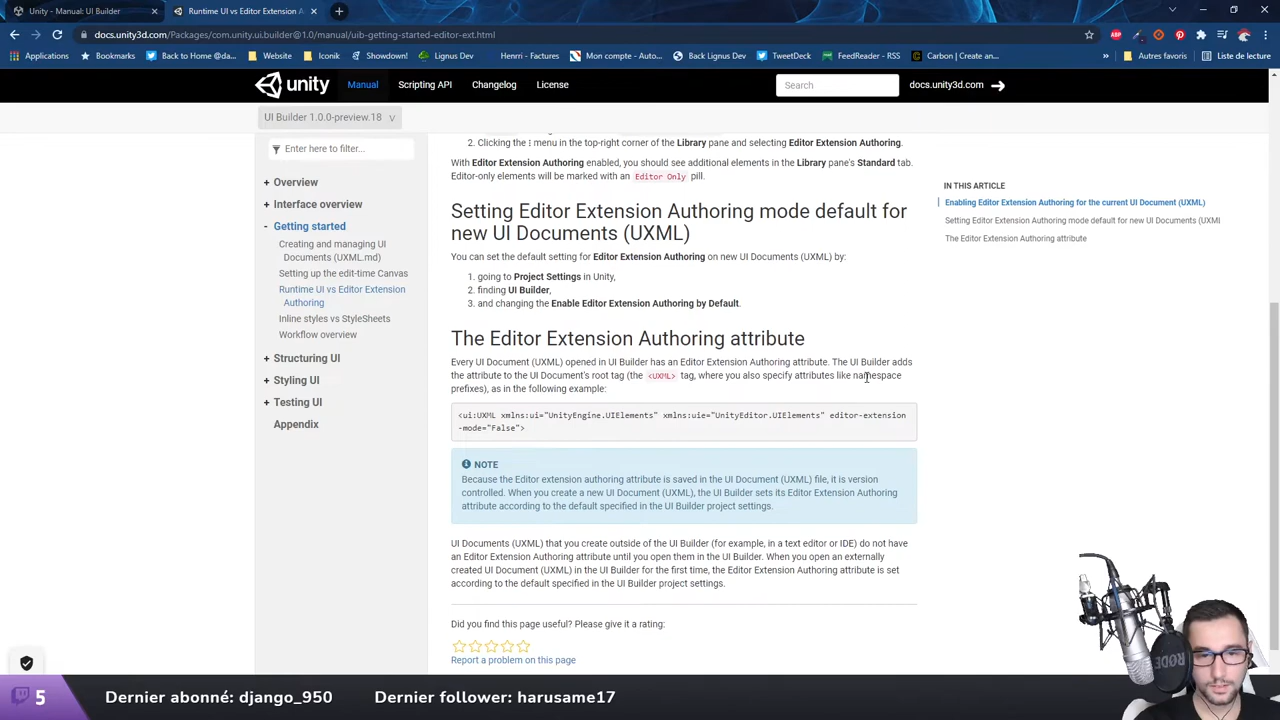 Unity - Manual: UI Builder
Runtime UI vs Editor Extension A
docs.unity3d.com/Packages/com.unity.ui.builder@1.0/manual/uib-getting-started-editor-ext.html
Applications
Bookmarks
Website
Iconik
Showdown!
Lignus Dev
Henri - Factures
Mon compte - Auto...
Back Lignus Dev
TweetDeck
FeedReader - RSS
Carbon | Create an...
Autres favoris
Liste de lecture
unity
Manual
Scripting API
Changelog
License
Search
docs.unity3d.com
UI Builder 1.0.0-preview.18
Enter here to filter...
Overview
Interface overview
Getting started
Creating and managing UI
Documents (UXML.md)
Setting up the edit-time Canvas
Runtime UI vs Editor Extension
Authoring
Inline styles vs StyleSheets
Workflow overview
Structuring UI
Styling UI
Testing UI
Appendix
2. Clicking the ⋮ menu in the top-right corner of the Library pane and selecting Editor Extension Authoring.
With Editor Extension Authoring enabled, you should see additional elements in the Library pane's Standard tab.
Editor-only elements will be marked with an Editor Only pill.
Setting Editor Extension Authoring mode default for
new UI Documents (UXML)
You can set the default setting for Editor Extension Authoring on new UI Documents (UXML) by:
1. going to Project Settings in Unity,
2. finding UI Builder,
3. and changing the Enable Editor Extension Authoring by Default.
The Editor Extension Authoring attribute
Every UI Document (UXML) opened in UI Builder has an Editor Extension Authoring attribute. The UI Builder adds
the attribute to the UI Document's root tag (the <UXML> tag, where you also specify attributes like namespace
prefixes), as in the following example:
<ui:UXML xmlns:ui="UnityEngine.UIElements" xmlns:uie="UnityEditor.UIElements" editor-extension
-mode="False">
NOTE
Because the Editor extension authoring attribute is saved in the UI Document (UXML) file, it is version
controlled. When you create a new UI Document (UXML), the UI Builder sets its Editor Extension Authoring
attribute according to the default specified in the UI Builder project settings.
UI Documents (UXML) that you create outside of the UI Builder (for example, in a text editor or IDE) do not have
an Editor Extension Authoring attribute until you open them in the UI Builder. When you open an externally
created UI Document (UXML) in the UI Builder for the first time, the Editor Extension Authoring attribute is set
according to the default specified in the UI Builder project settings.
Did you find this page useful? Please give it a rating:
Report a problem on this page
IN THIS ARTICLE
Enabling Editor Extension Authoring for the current UI Document (UXML)
Setting Editor Extension Authoring mode default for new UI Documents (UXMI
The Editor Extension Authoring attribute
RØDE
5
Dernier abonné: django_950
Dernier follower: harusame17